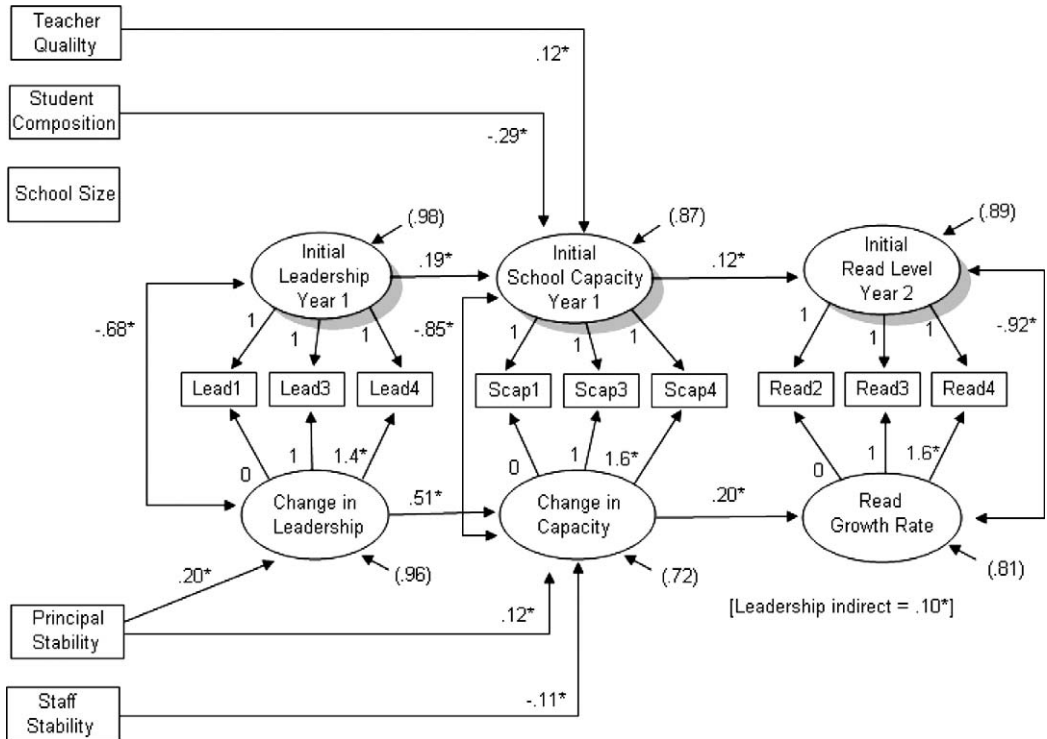 Teacher
Qualilty
.12*
Student
Composition
-.29*
School Size
(.98)
(.87)
(.89)
Initial
Leadership
Year 1
.19*
Initial
School Capacity
Year 1
.12*
Initial
Read Level
Year 2
-.68*
1
1
1
-.85*
1
1
1
1
1
1
-.92*
Lead1
Lead3
Lead4
Scap1
Scap3
Scap4
Read2
Read3
Read4
0
1
1.4*
0
1
1.6*
0
1
1.6*
Change in
Leadership
.51*
Change in
Capacity
.20*
Read
Growth Rate
.20*
(.96)
(.72)
(.81)
[Leadership indirect = .10*]
Principal
Stability
.12*
Staff
Stability
-.11*